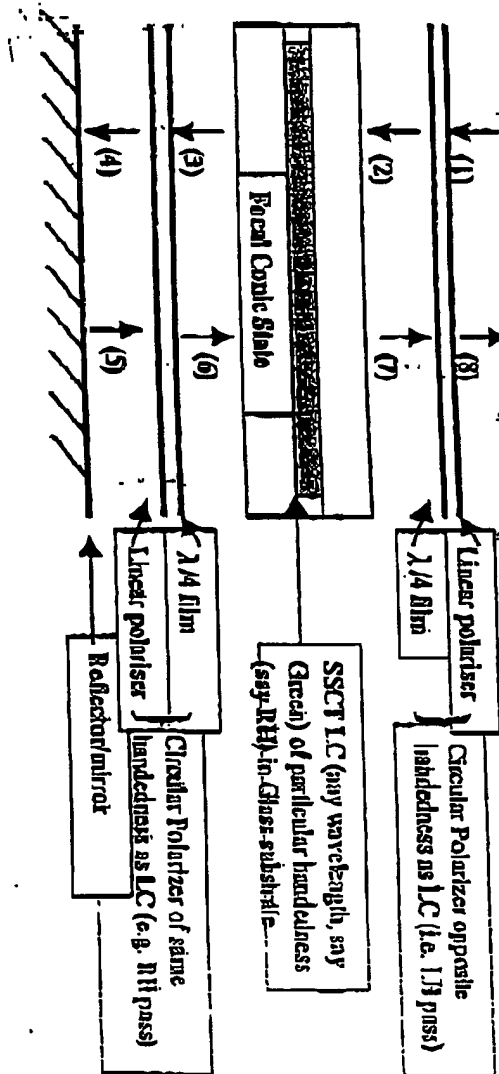 (1)
(8)
(2)
(7)
Focal Conic State
(3)
(6)
(4)
(5)
Linear polariser
λ/4 film
Circular Polarizer opposite
handedness as LC (i.e. LH pass)
SSCT LC (any wavelength, say
Green) of particular handedness
(say RH) in Glass substrate
λ/4 film
Linear polariser
Circular Polarizer of same
handedness as LC (e.g. RH pass)
Reflector/mirror